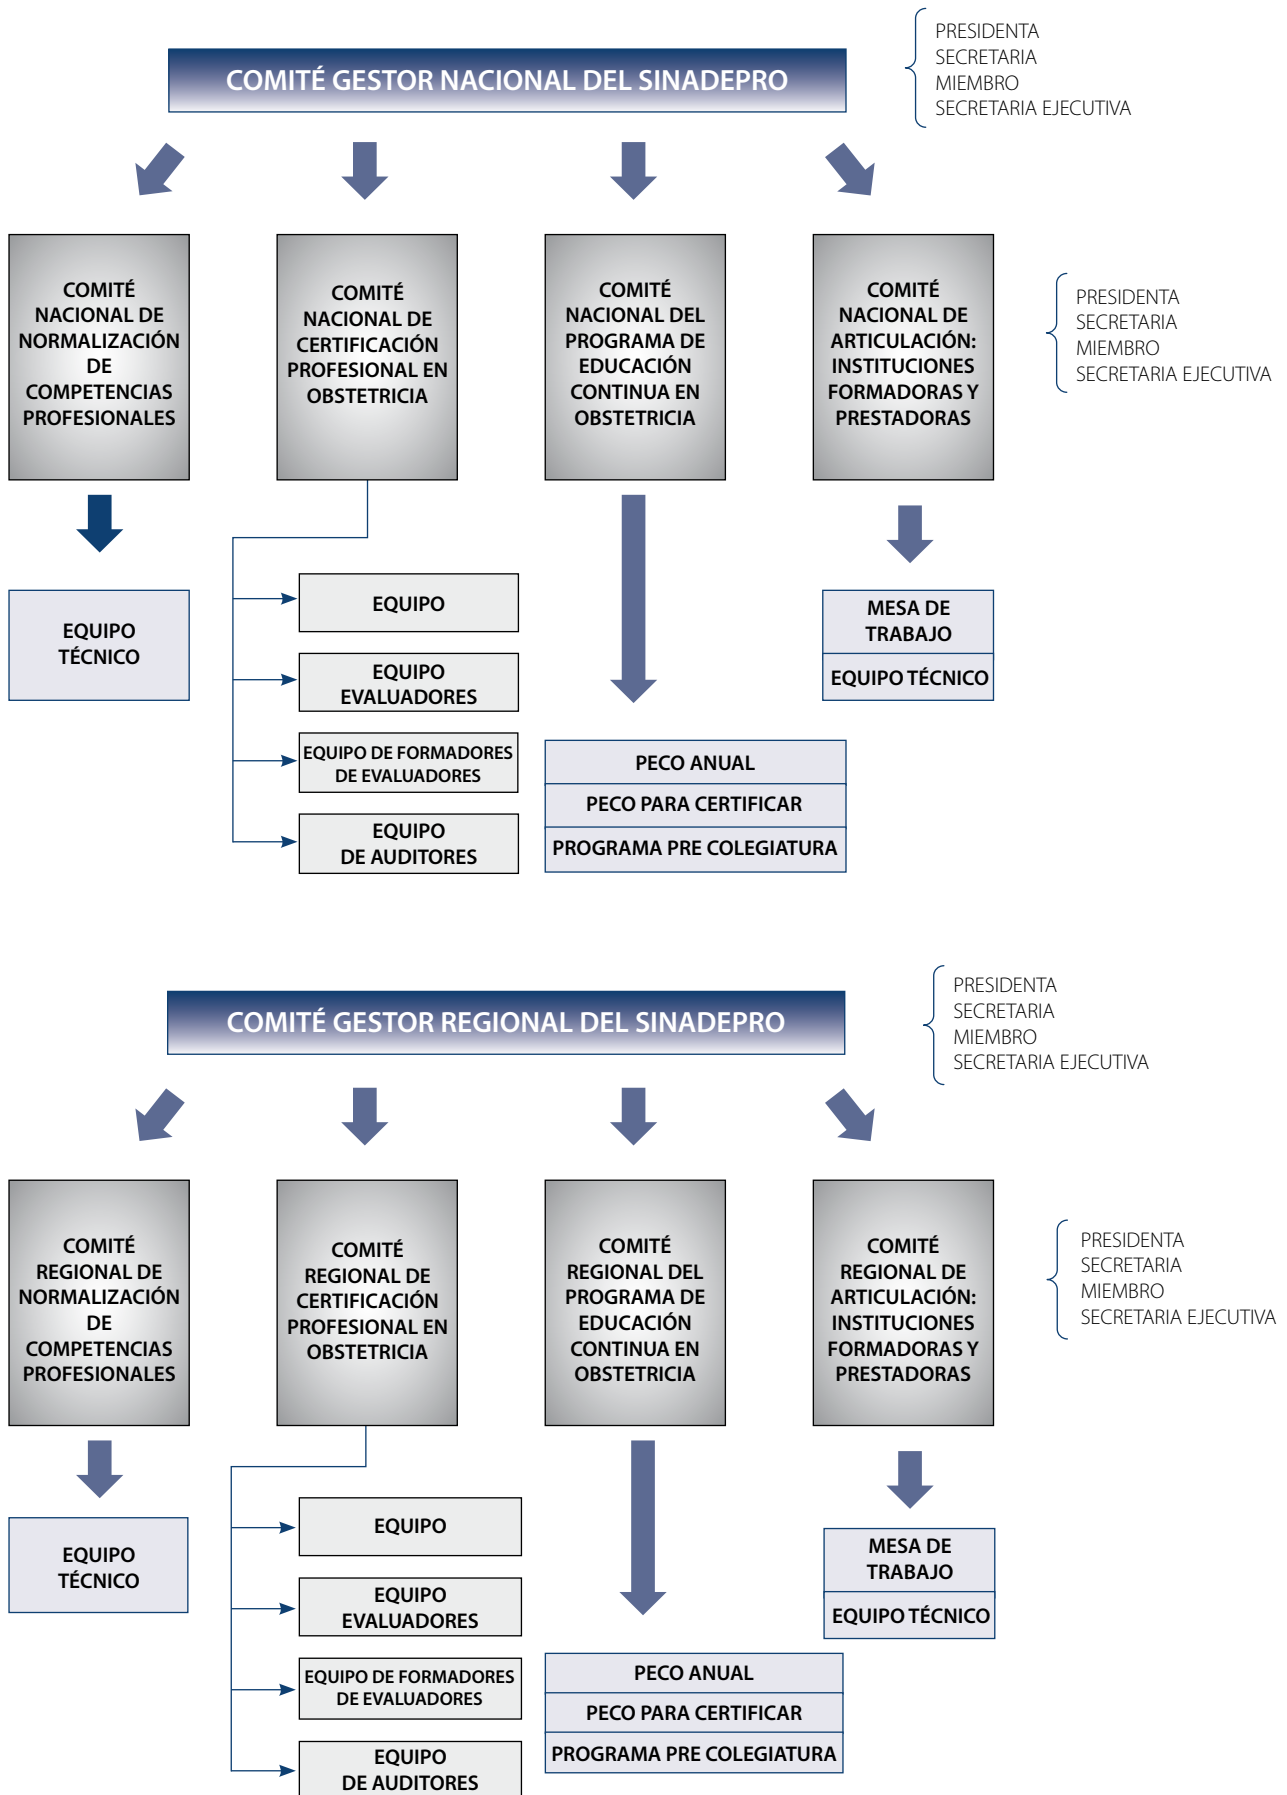 COMITÉ GESTOR NACIONAL DEL SINADEPRO
PRESIDENTA
SECRETARIA
MIEMBRO
SECRETARIA EJECUTIVA
COMITÉ
NACIONAL DE
NORMALIZACIÓN
DE
COMPETENCIAS
PROFESIONALES
COMITÉ
NACIONAL DE
CERTIFICACIÓN
PROFESIONAL EN
OBSTETRICIA
COMITÉ
NACIONAL DEL
PROGRAMA DE
EDUCACIÓN
CONTINUA EN
OBSTETRICIA
COMITÉ
NACIONAL DE
ARTICULACIÓN:
INSTITUCIONES
FORMADORAS Y
PRESTADORAS
PRESIDENTA
SECRETARIA
MIEMBRO
SECRETARIA EJECUTIVA
EQUIPO
TÉCNICO
EQUIPO
EQUIPO
EVALUADORES
EQUIPO DE FORMADORES
DE EVALUADORES
EQUIPO
DE AUDITORES
PECO ANUAL
PECO PARA CERTIFICAR
PROGRAMA PRE COLEGIATURA
MESA DE
TRABAJO
EQUIPO TÉCNICO
COMITÉ GESTOR REGIONAL DEL SINADEPRO
PRESIDENTA
SECRETARIA
MIEMBRO
SECRETARIA EJECUTIVA
COMITÉ
REGIONAL DE
NORMALIZACIÓN
DE
COMPETENCIAS
PROFESIONALES
COMITÉ
REGIONAL DE
CERTIFICACIÓN
PROFESIONAL EN
OBSTETRICIA
COMITÉ
REGIONAL DEL
PROGRAMA DE
EDUCACIÓN
CONTINUA EN
OBSTETRICIA
COMITÉ
REGIONAL DE
ARTICULACIÓN:
INSTITUCIONES
FORMADORAS Y
PRESTADORAS
PRESIDENTA
SECRETARIA
MIEMBRO
SECRETARIA EJECUTIVA
EQUIPO
TÉCNICO
EQUIPO
EQUIPO
EVALUADORES
EQUIPO DE FORMADORES
DE EVALUADORES
EQUIPO
DE AUDITORES
PECO ANUAL
PECO PARA CERTIFICAR
PROGRAMA PRE COLEGIATURA
MESA DE
TRABAJO
EQUIPO TÉCNICO